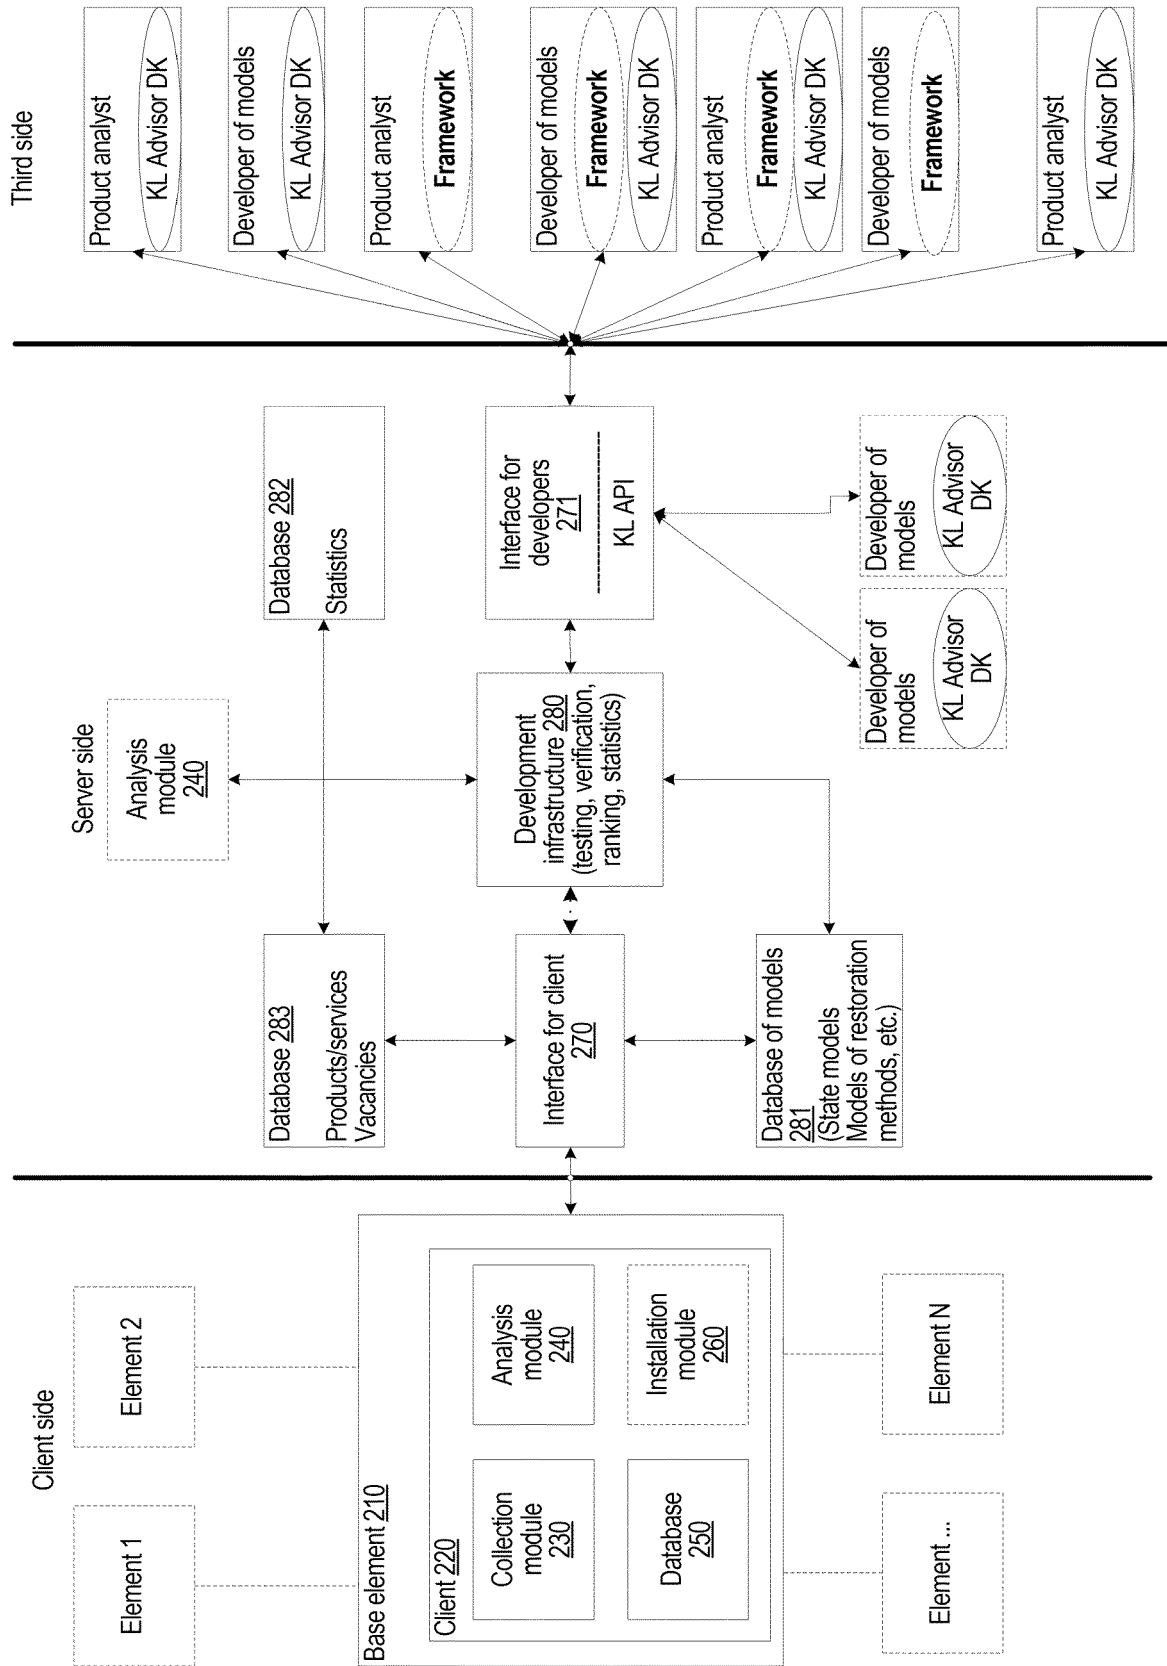 Client side
Element 1
Element 2
Base element 210
Client 220
Collection
module
230
Analysis
module
240
Database
250
Installation
module
260
Element ...
Element N
Server side
Analysis
module
240
Database 283
Products/services
Vacancies
Database 282
Statistics
Interface for client
270
Development
infrastructure 280
(testing, verification,
ranking, statistics)
Interface for
developers
271
KL API
Database of models
281
(State models
Models of restoration
methods, etc.)
Developer of
models
KL Advisor
DK
Developer of
models
KL Advisor
DK
Third side
Product analyst
KL Advisor DK
Developer of models
KL Advisor DK
Product analyst
Framework
Developer of models
Framework
KL Advisor DK
Product analyst
Framework
KL Advisor DK
Developer of models
Framework
Product analyst
KL Advisor DK